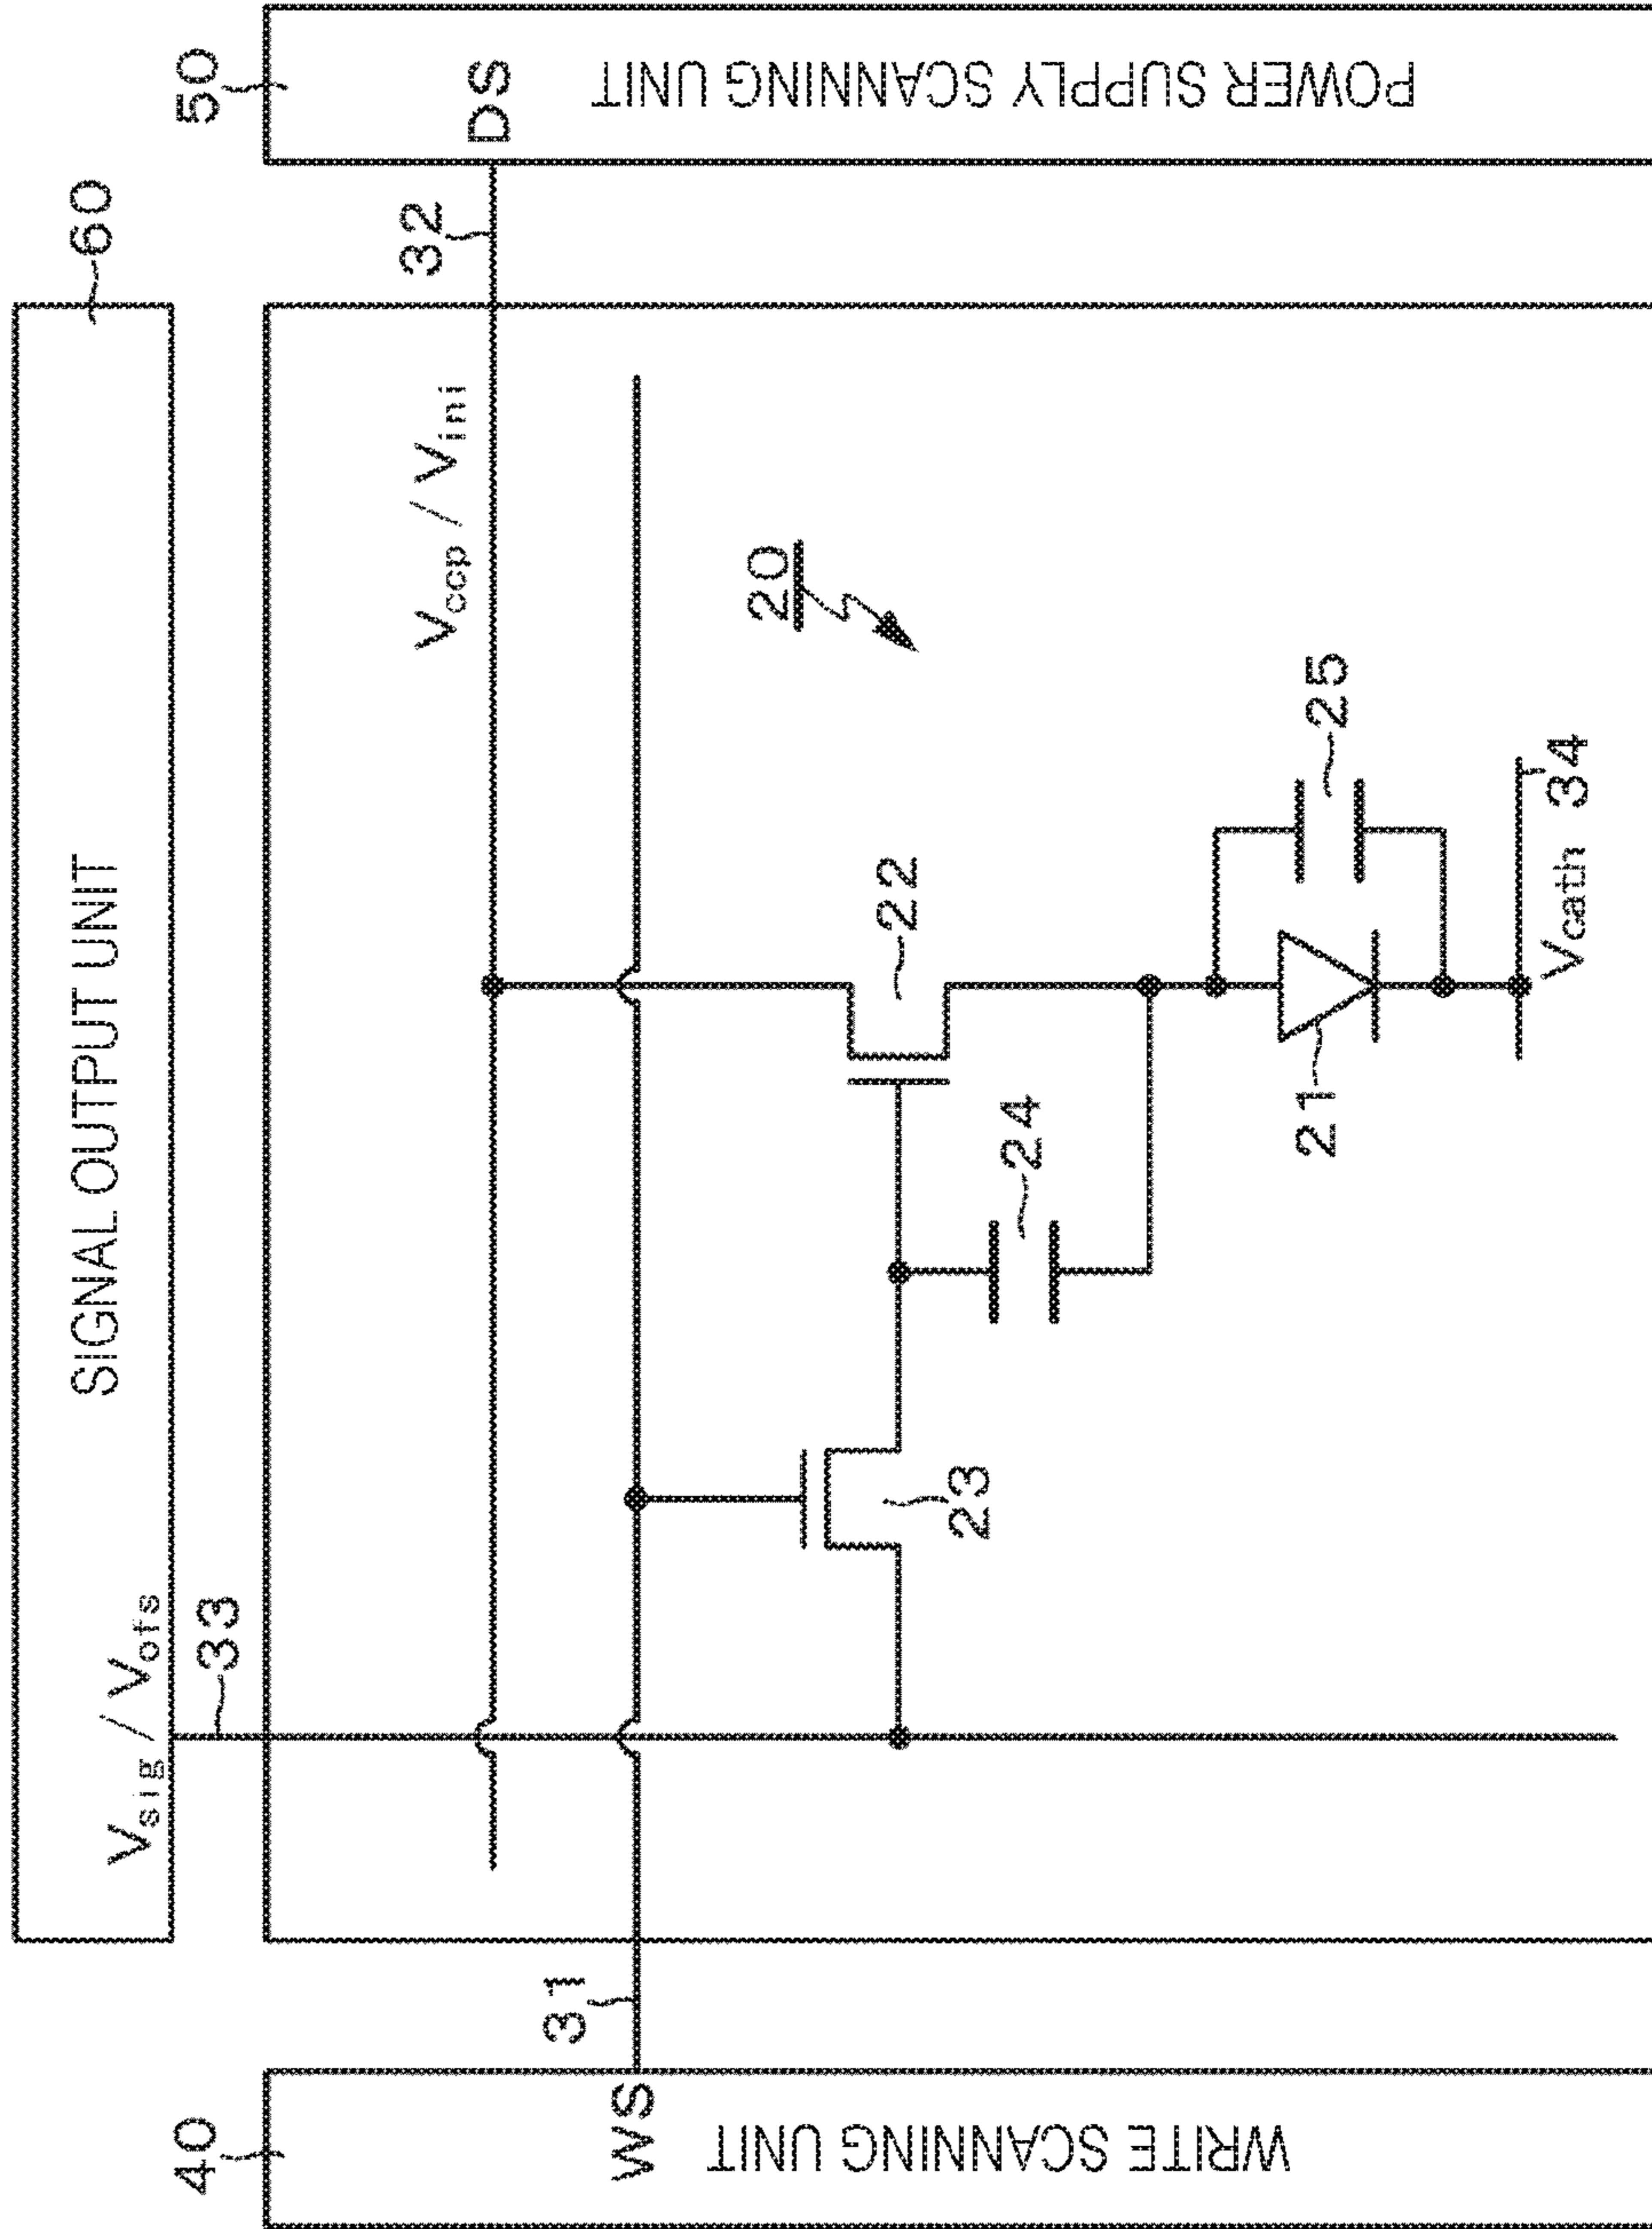 60
SIGNAL OUTPUT UNIT
Vsig / Vofs
40
33
50
32
Vccp / Vini
DS
31
WS
20
22
23
24
25
21
Vcath 34
WRITE SCANNING UNIT
POWER SUPPLY SCANNING UNIT